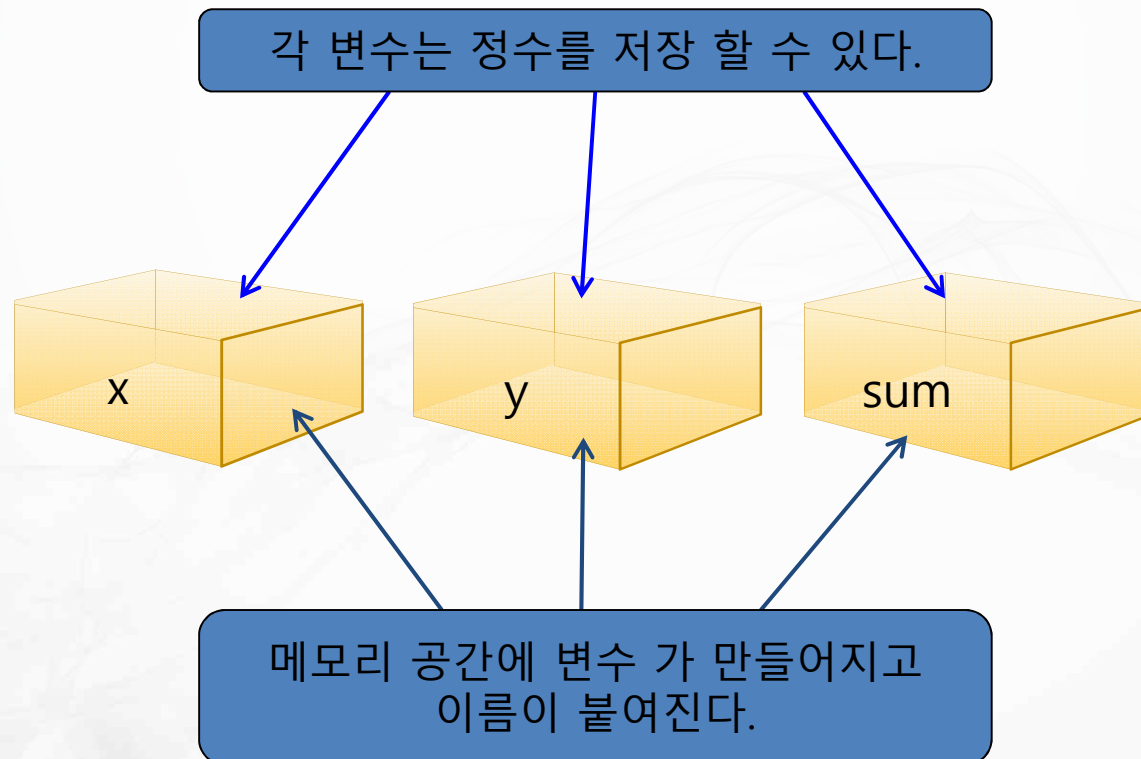 각 변수는 정수를 저장 할 수 있다.
x
y
sum
메모리 공간에 변수 가 만들어지고
이름이 붙여진다.